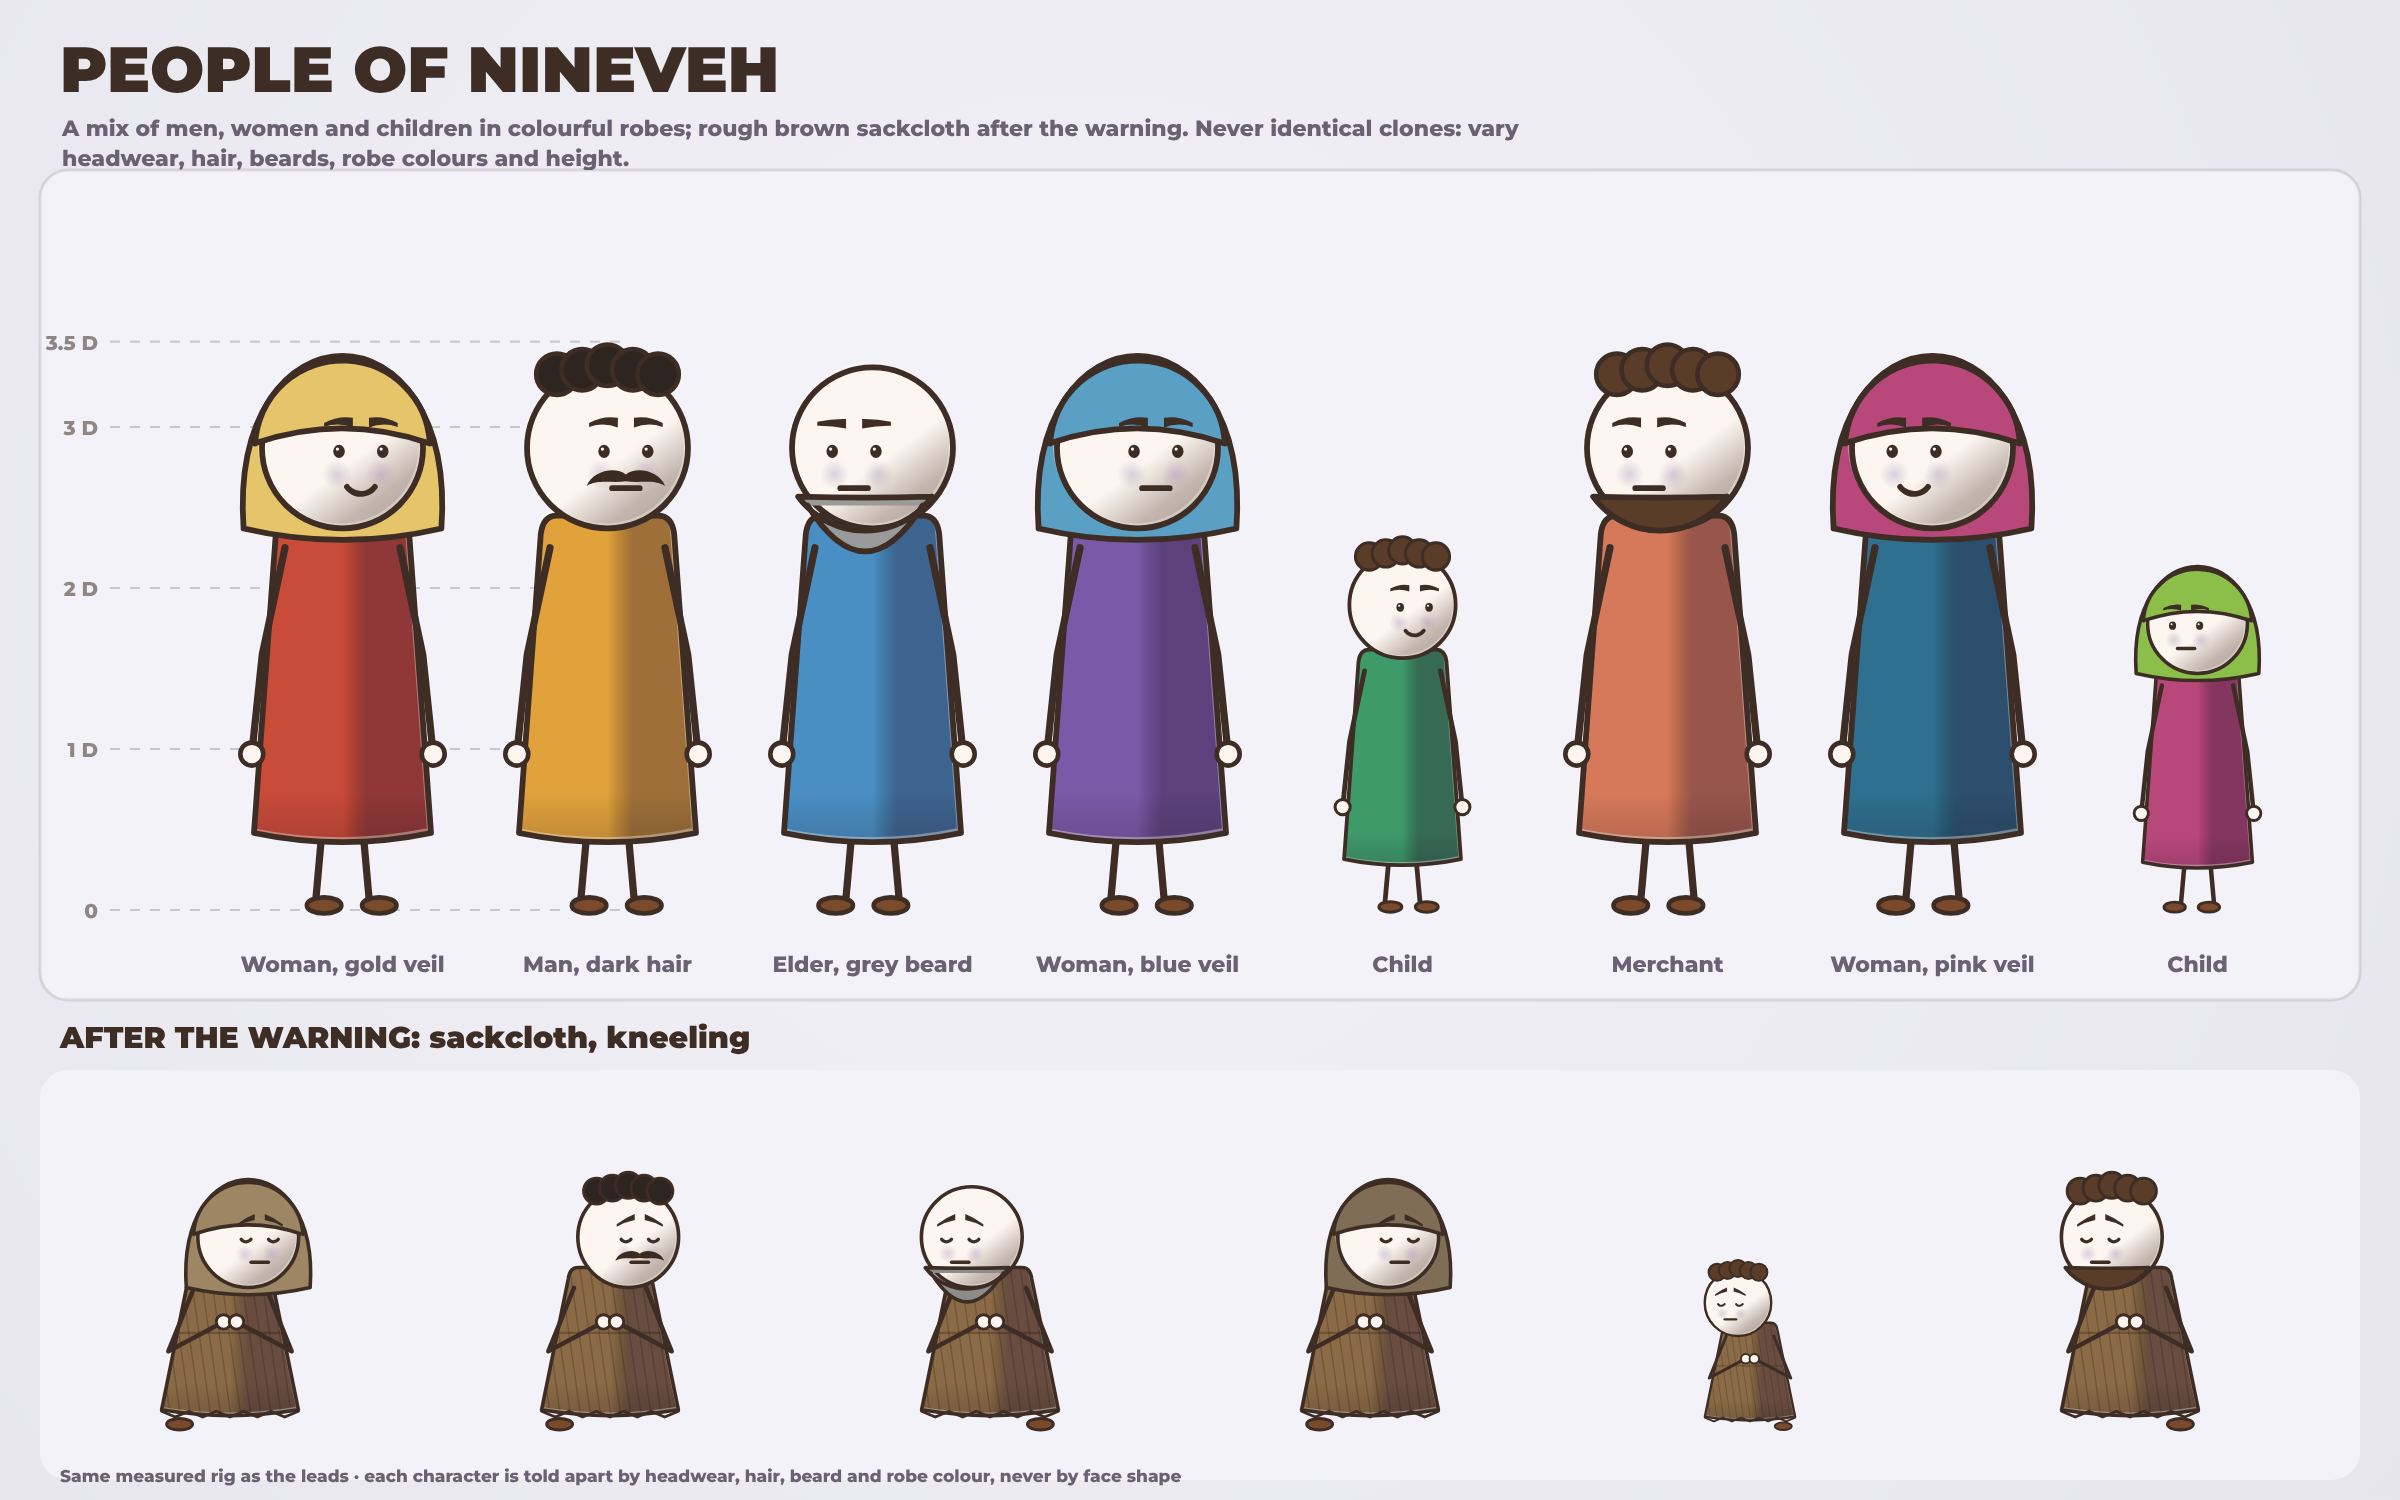 PEOPLE OF NINEVEH
A mix of men, women and children in colourful robes; rough brown sackcloth after the warning. Never identical clones: vary
headwear, hair, beards, robe colours and height.
3.5 D
3 D
2 D
1 D
0
Woman, gold veil
Man, dark hair
Elder, grey beard
Woman, blue veil
Child
Merchant
Woman, pink veil
Child
AFTER THE WARNING: sackcloth, kneeling
Same measured rig as the leads · each character is told apart by headwear, hair, beard and robe colour, never by face shape